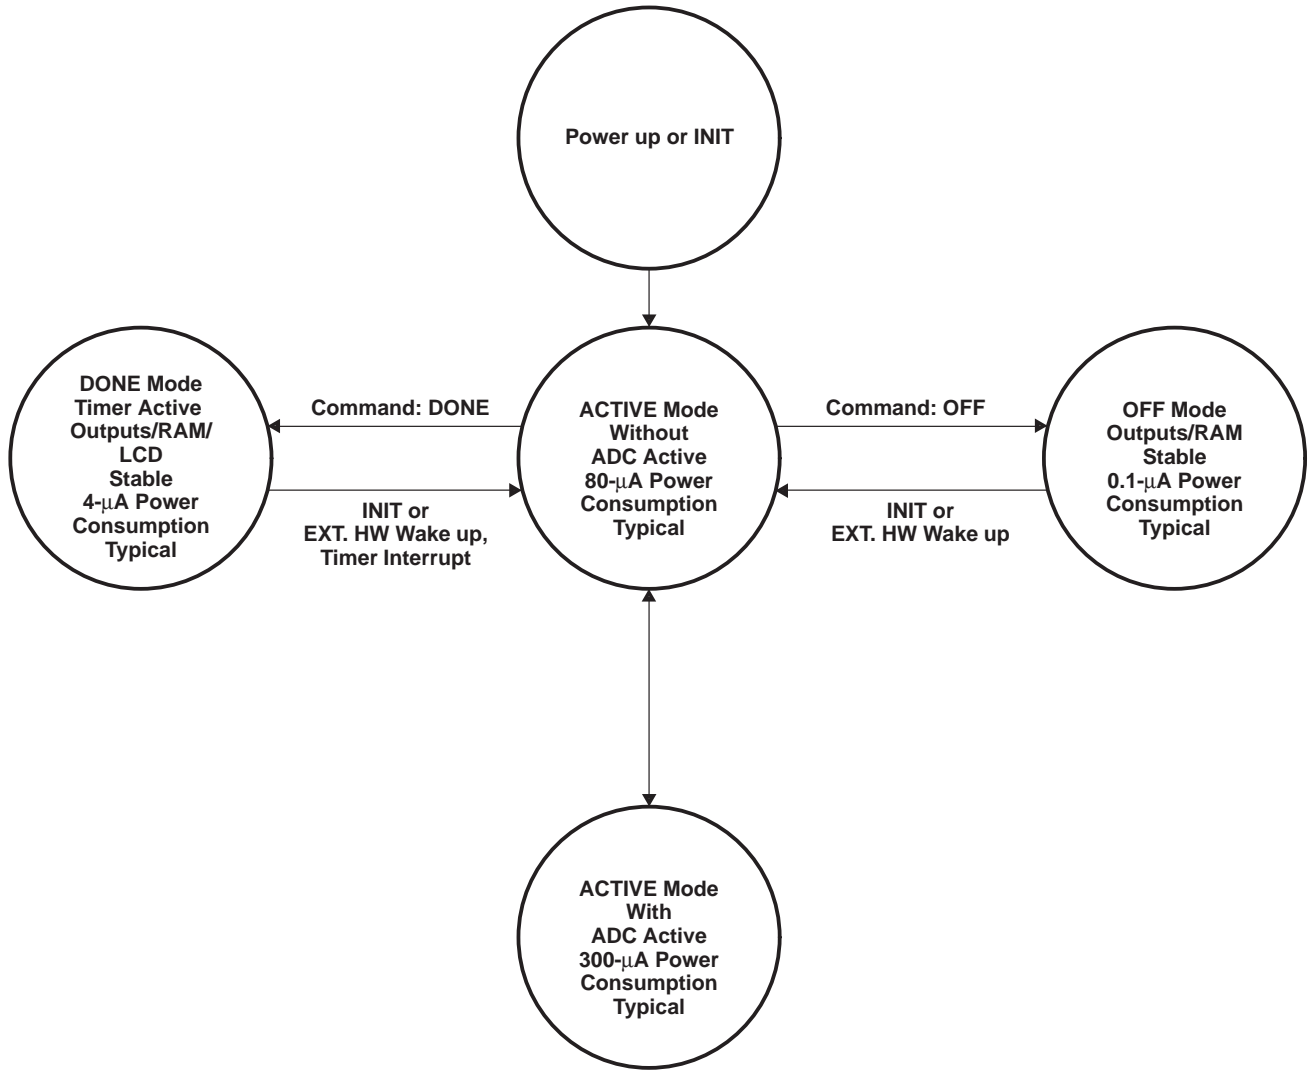 Power up or INIT
DONE Mode
Timer Active
Outputs/RAM/
LCD
Stable
4-μA Power
Consumption
Typical
Command: DONE
INIT or
EXT. HW Wake up,
Timer Interrupt
ACTIVE Mode
Without
ADC Active
80-μA Power
Consumption
Typical
Command: OFF
INIT or
EXT. HW Wake up
OFF Mode
Outputs/RAM
Stable
0.1-μA Power
Consumption
Typical
ACTIVE Mode
With
ADC Active
300-μA Power
Consumption
Typical